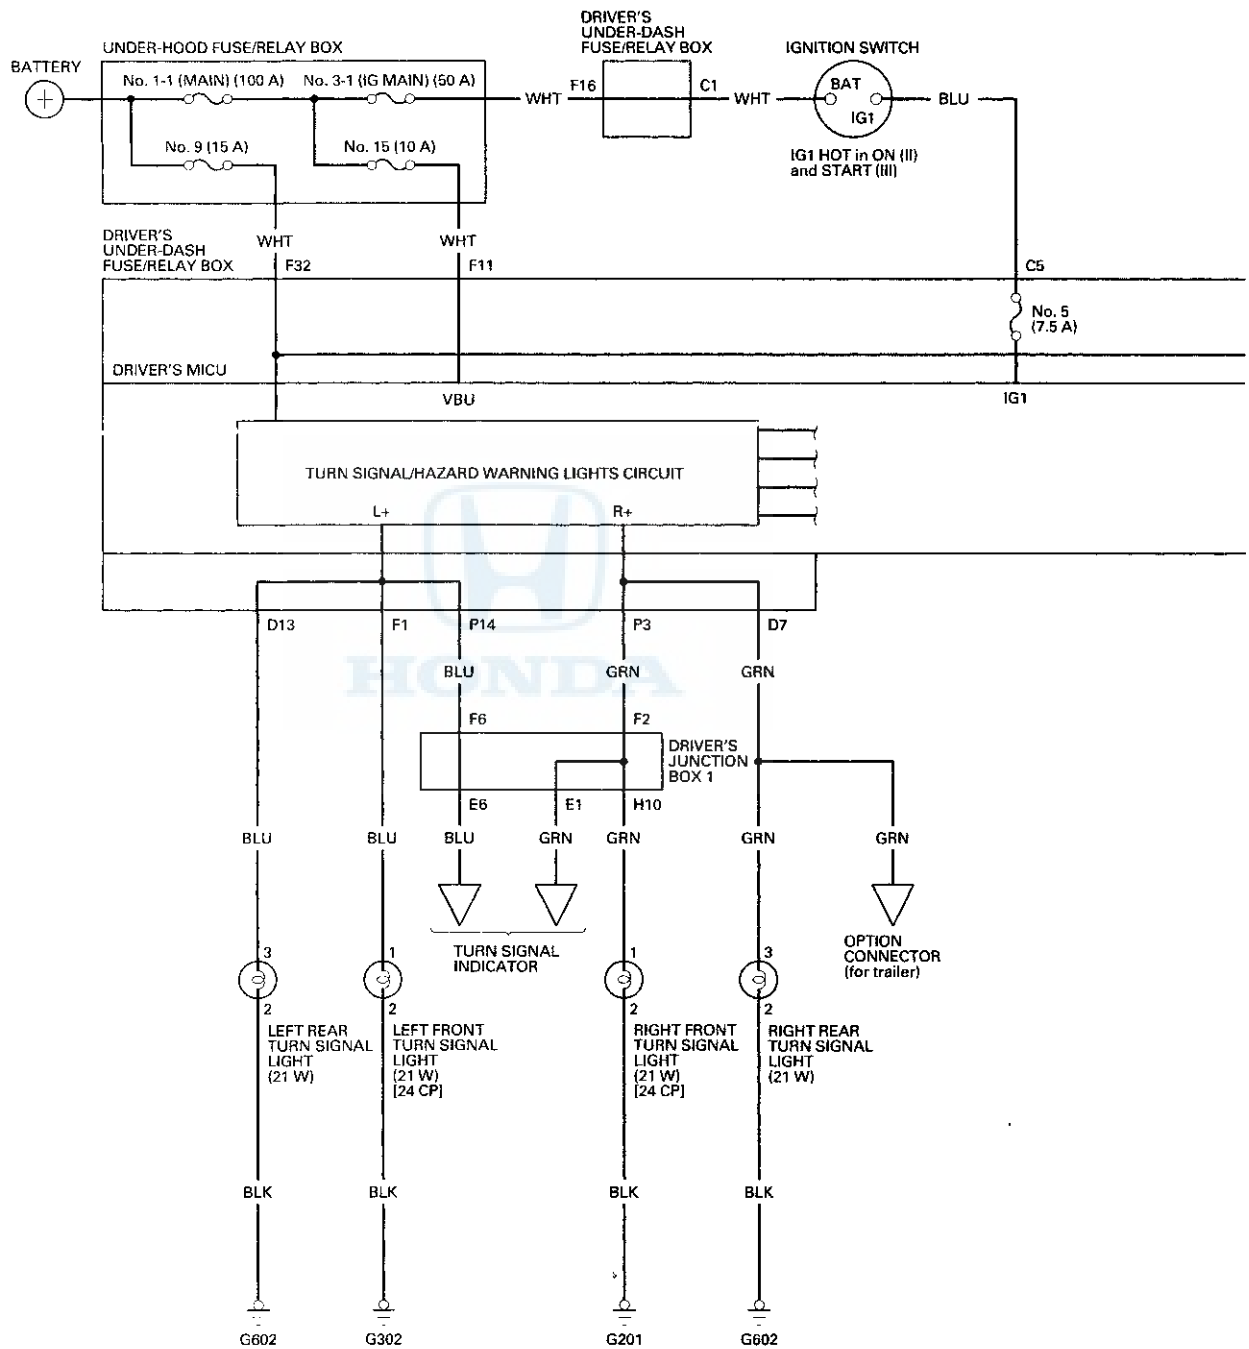 DRIVER'S
UNDER-DASH
FUSE/RELAY BOX
UNDER-HOOD FUSE/RELAY BOX
IGNITION SWITCH
BATTERY
No. 1-1 (MAIN) (100 A)
No. 3-1 (IG MAIN) (50 A)
WHT
F16
C1
WHT
BAT
IG1
BLU
No. 9 (15 A)
No. 15 (10 A)
IG1 HOT in ON (II)
and START (III)
DRIVER'S
UNDER-DASH
FUSE/RELAY BOX
WHT
WHT
F32
F11
C5
No. 5
(7.5 A)
DRIVER'S MICU
VBU
IG1
TURN SIGNAL/HAZARD WARNING LIGHTS CIRCUIT
L+
R+
D13
F1
P14
P3
D7
HONDA
BLU
GRN
GRN
F6
F2
DRIVER'S
JUNCTION
BOX 1
E6
E1
H10
BLU
BLU
BLU
GRN
GRN
GRN
GRN
TURN SIGNAL
INDICATOR
OPTION
CONNECTOR
(for trailer)
3
1
1
3
2
2
2
2
LEFT REAR
TURN SIGNAL
LIGHT
(21 W)
LEFT FRONT
TURN SIGNAL
LIGHT
(21 W)
[24 CP]
RIGHT FRONT
TURN SIGNAL
LIGHT
(21 W)
[24 CP]
RIGHT REAR
TURN SIGNAL
LIGHT
(21 W)
BLK
BLK
BLK
BLK
G602
G302
G201
G602